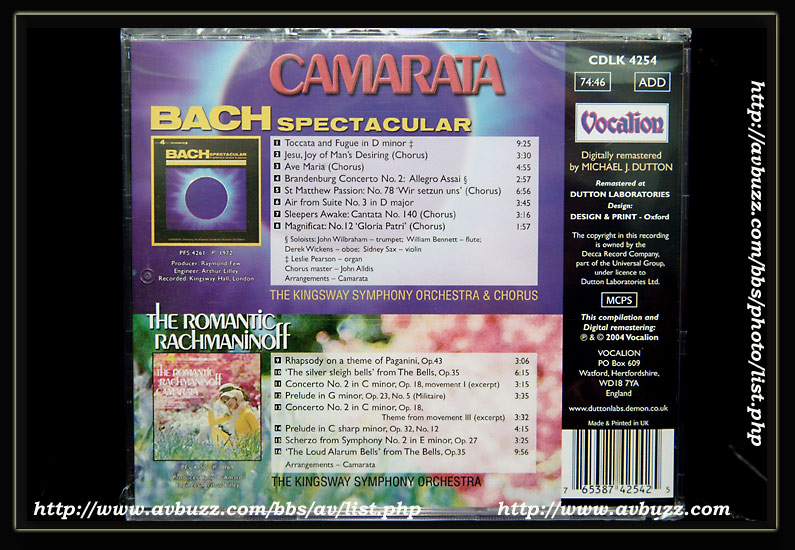 CAMARATA
BACH SPECTACULAR
BACH SPECTACULAR
PFS 4261 ℗ 1972
Producer: Raymond Few
Engineer: Arthur Lilley
Recorded: Kingsway Hall, London
1 Toccata and Fugue in D minor ‡ 9:25
2 Jesu, Joy of Man's Desiring (Chorus) 3:30
3 Ave Maria (Chorus) 4:55
4 Brandenburg Concerto No. 2: Allegro Assai § 2:57
5 St Matthew Passion: No. 78 'Wir setzun uns' (Chorus) 6:56
6 Air from Suite No. 3 in D major 3:45
7 Sleepers Awake: Cantata No. 140 (Chorus) 3:16
8 Magnificat: No.12 'Gloria Patri' (Chorus) 1:57
§ Soloists: John Wilbraham – trumpet; William Bennett – flute;
Derek Wickens – oboe; Sidney Sax – violin
‡ Leslie Pearson – organ
Chorus master – John Alldis
Arrangements – Camarata
THE KINGSWAY SYMPHONY ORCHESTRA & CHORUS
THE ROMANTIC
RACHMANINOFF
THE ROMANTIC
RACHMANINOFF
CAMARATA
9 Rhapsody on a theme of Paganini, Op.43 3:06
10 'The silver sleigh bells' from The Bells, Op.35 6:15
11 Concerto No. 2 in C minor, Op. 18, movement I (excerpt) 3:33
12 Prelude in G minor, Op. 23, No. 5 (Militaire) 3:35
13 Concerto No. 2 in C minor, Op. 18,
Theme from movement III (excerpt) 3:32
14 Prelude in C sharp minor, Op. 32, No. 12 4:15
15 Scherzo from Symphony No. 2 in E minor, Op. 27 3:25
16 'The Loud Alarum Bells' from The Bells, Op.35 9:56
Arrangements – Camarata
THE KINGSWAY SYMPHONY ORCHESTRA
CDLK 4254
74:46 ADD
Vocalion
Digitally remastered
by MICHAEL J. DUTTON
Remastered at
DUTTON LABORATORIES
Design:
DESIGN & PRINT - Oxford
The copyright in this recording
is owned by the
Decca Record Company,
part of the Universal Group,
under licence to
Dutton Laboratories Ltd.
MCPS
This compilation and
Digital remastering:
℗ & © 2004 Vocalion
VOCALION
PO Box 609
Watford, Hertfordshire,
WD18 7YA
England
www.duttonlabs.demon.co.uk
Made & Printed in UK
7 65387 42542 5
http://avbuzz.com/bbs/photo/list.php
http://www.avbuzz.com/bbs/av/list.php
http://www.avbuzz.com